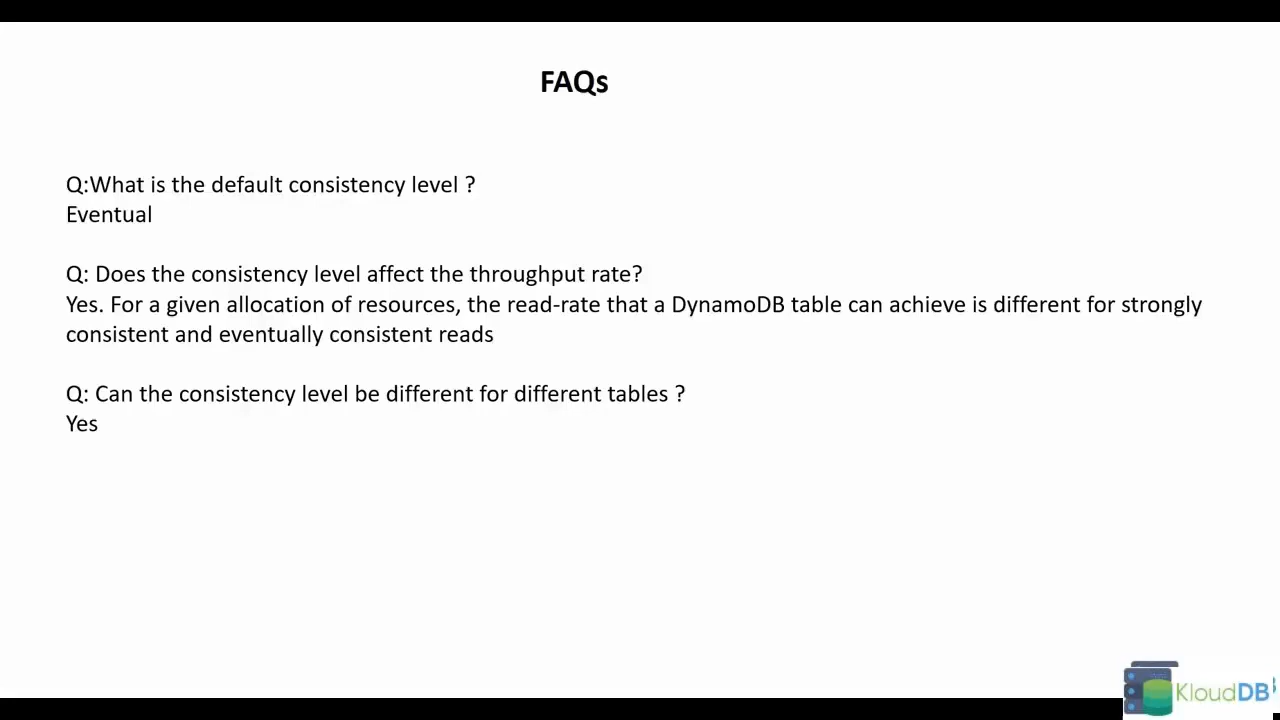 FAQs
Q:What is the default consistency level ?
Eventual
Q: Does the consistency level affect the throughput rate?
Yes. For a given allocation of resources, the read-rate that a DynamoDB table can achieve is different for strongly
consistent and eventually consistent reads
Q: Can the consistency level be different for different tables ?
Yes
KloudDB